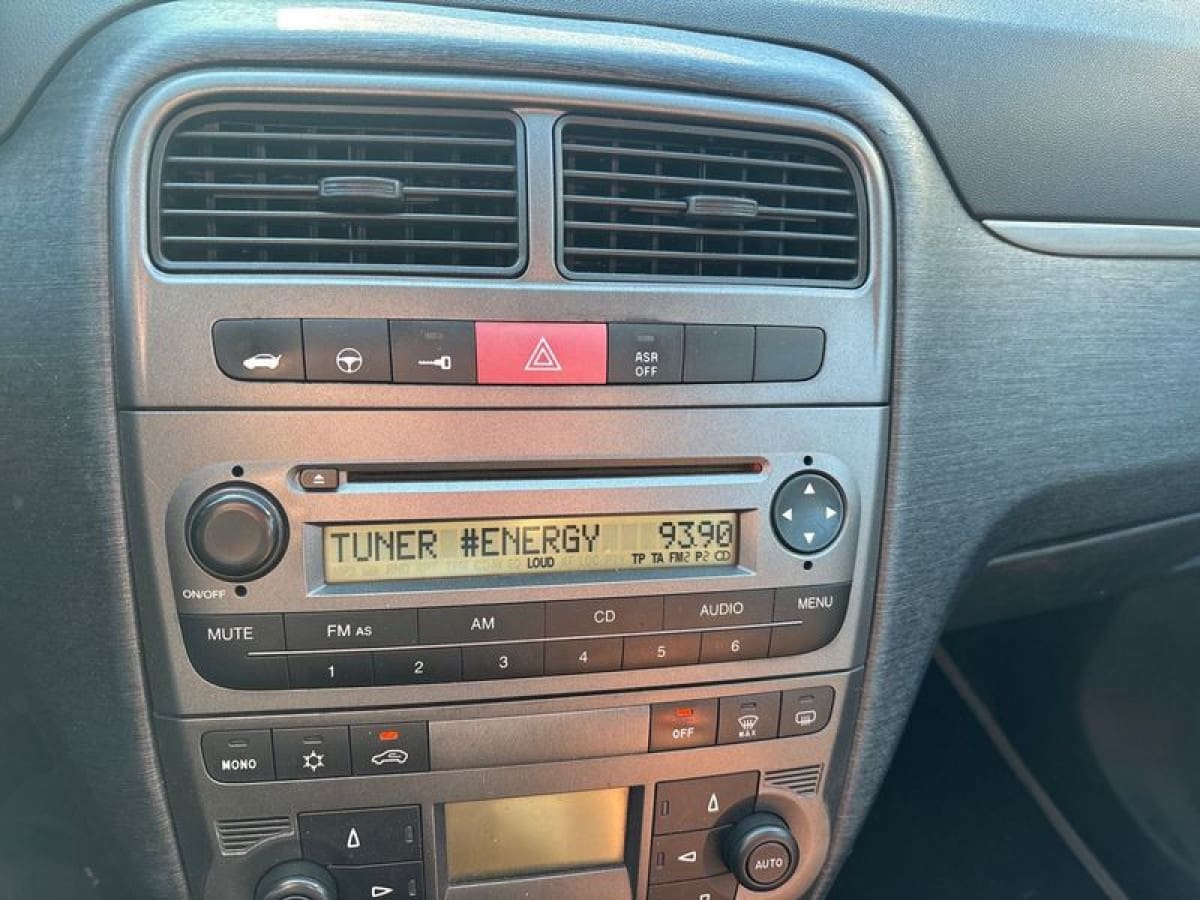 ASR
OFF
TUNER #ENERGY 93.90
LOUD TP TA FM2 P2 CD
ON/OFF
MUTE FM AS AM CD AUDIO MENU
1 2 3 4 5 6
MONO OFF MAX
AUTO